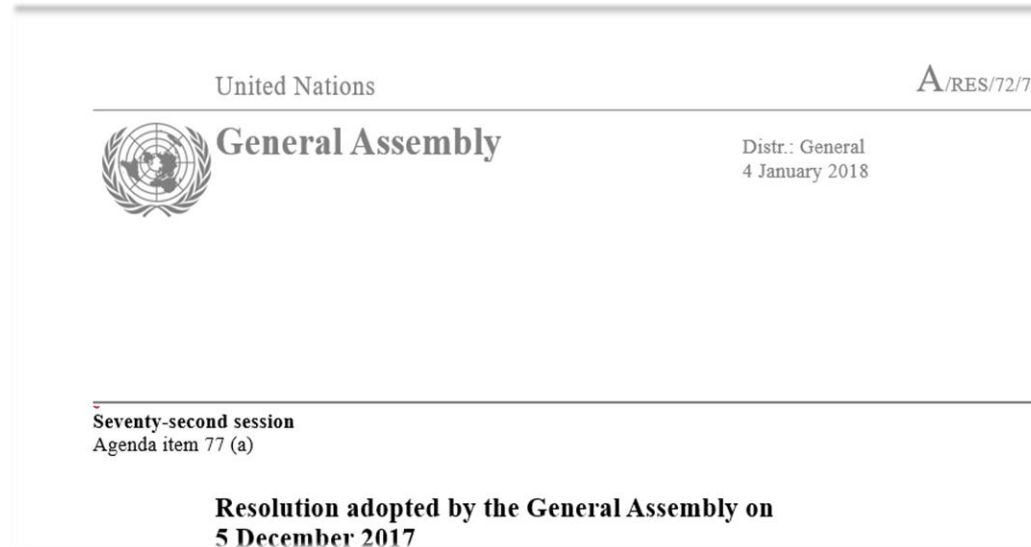 United Nations
A/RES/72/7
General Assembly
Distr.: General
4 January 2018
Seventy-second session
Agenda item 77 (a)
Resolution adopted by the General Assembly on
5 December 2017